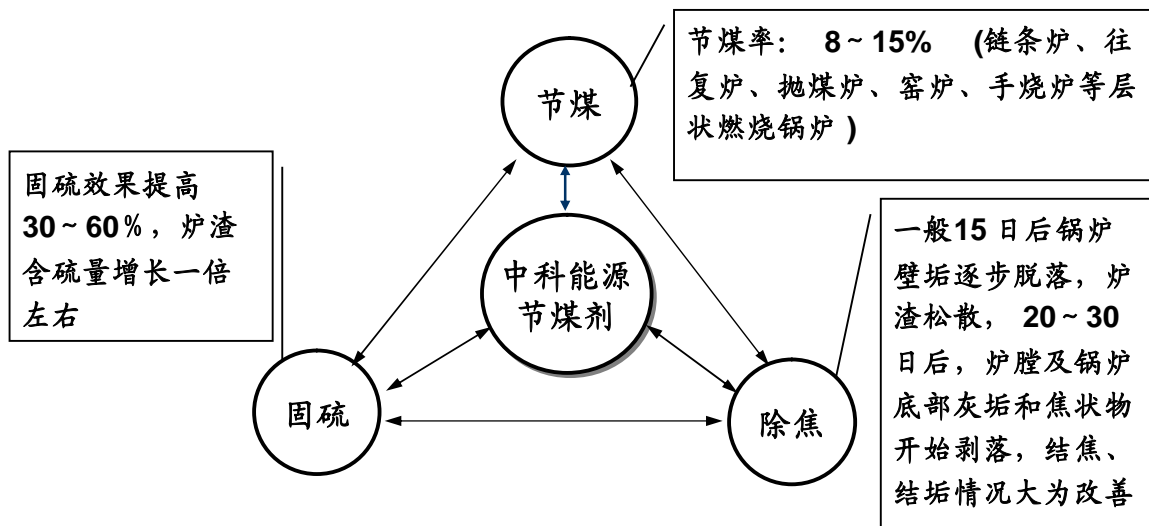 节煤率： 8~15% (链条炉、往
复炉、抛煤炉、窑炉、手烧炉等层
状燃烧锅炉)
节煤
固硫效果提高
30~60%，炉渣
含硫量增长一倍
左右
中科能源
节煤剂
一般15日后锅炉
壁垢逐步脱落，炉
渣松散， 20~30
日后，炉膛及锅炉
底部灰垢和焦状物
开始剥落，结焦、
结垢情况大为改善
固硫
除焦